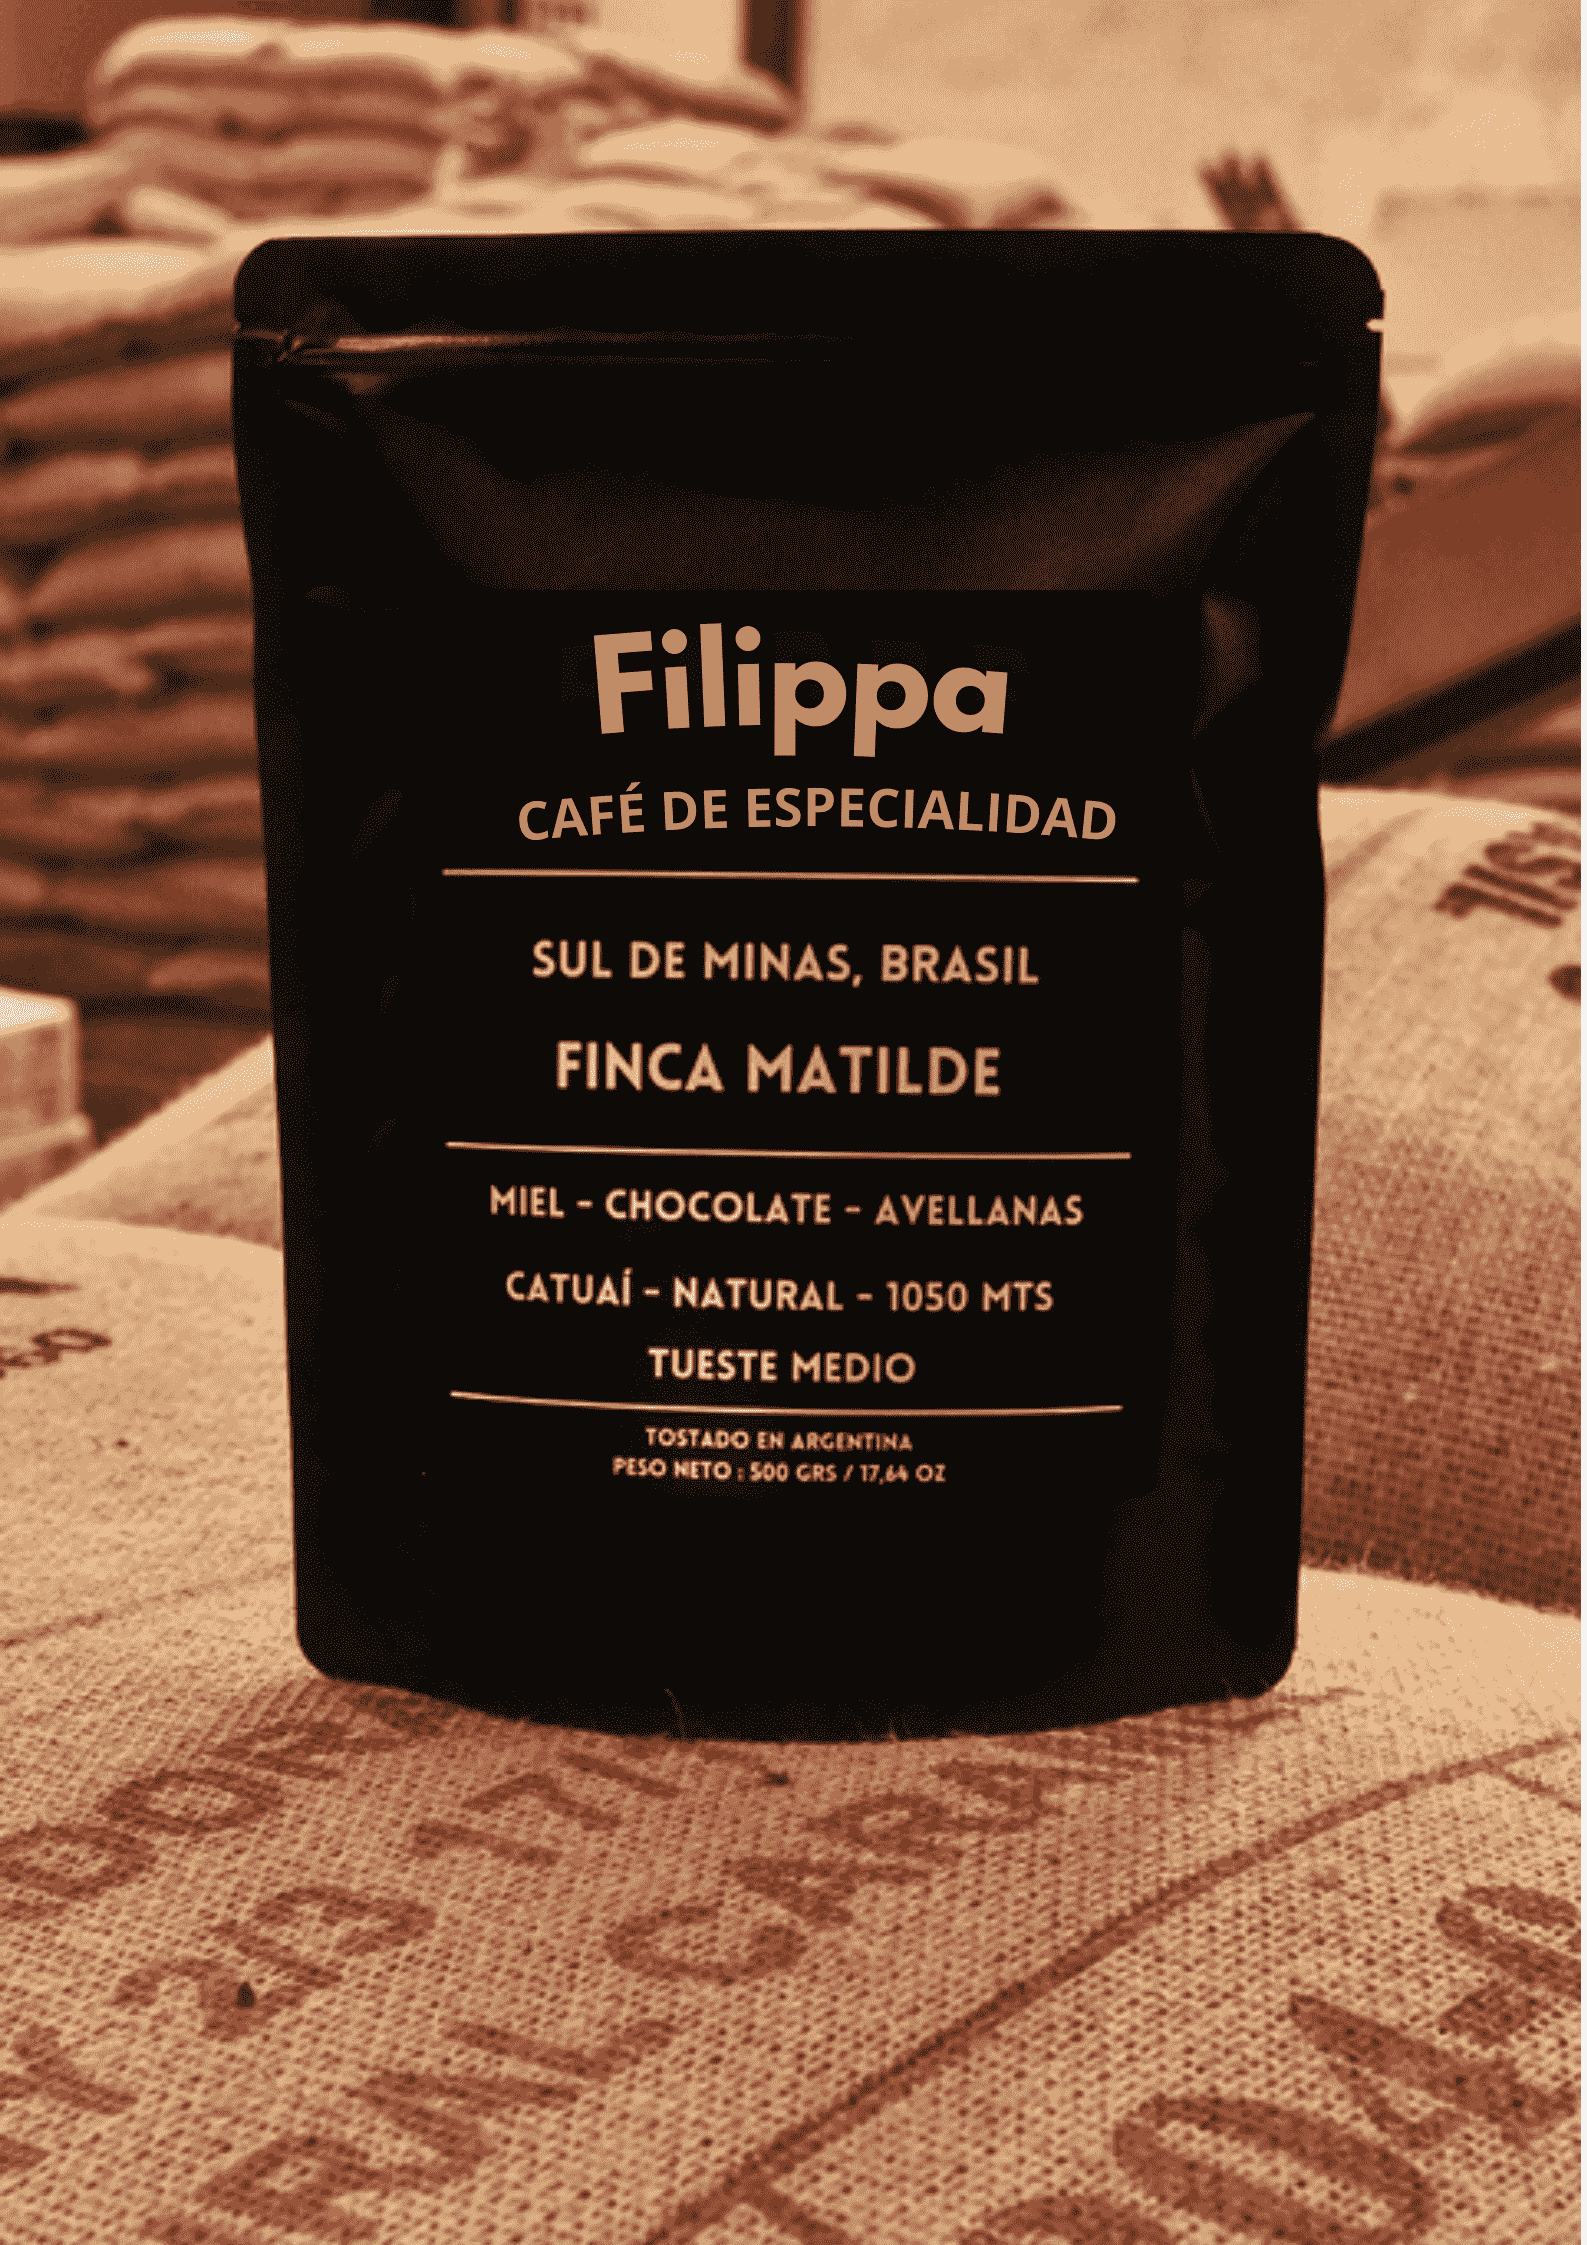 Filippa
CAFÉ DE ESPECIALIDAD
SUL DE MINAS, BRASIL
FINCA MATILDE
MIEL - CHOCOLATE - AVELLANAS
CATUAÍ - NATURAL - 1050 MTS
TUESTE MEDIO
TOSTADO EN ARGENTINA
PESO NETO : 500 GRS / 17,64 OZ